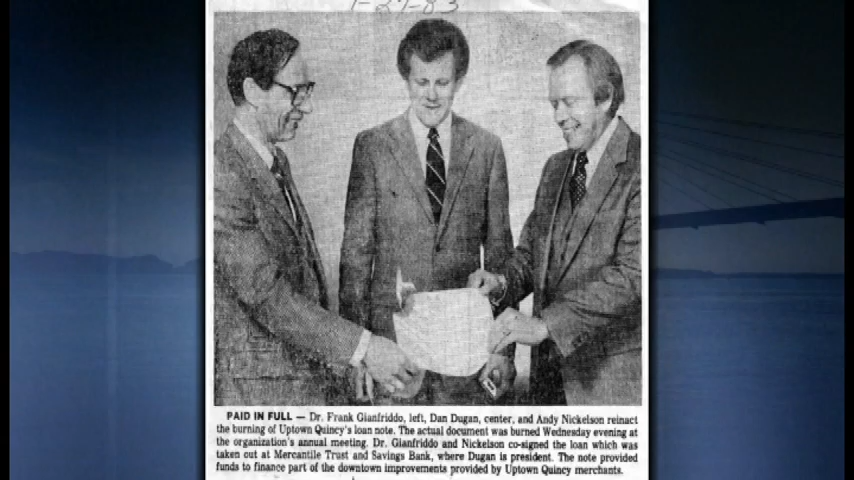 1-27-83
PAID IN FULL — Dr. Frank Gianfriddo, left, Dan Dugan, center, and Andy Nickelson reinact
the burning of Uptown Quincy's loan note. The actual document was burned Wednesday evening at
the organization's annual meeting. Dr. Gianfriddo and Nickelson co-signed the loan which was
taken out at Mercantile Trust and Savings Bank, where Dugan is president. The note provided
funds to finance part of the downtown improvements provided by Uptown Quincy merchants.